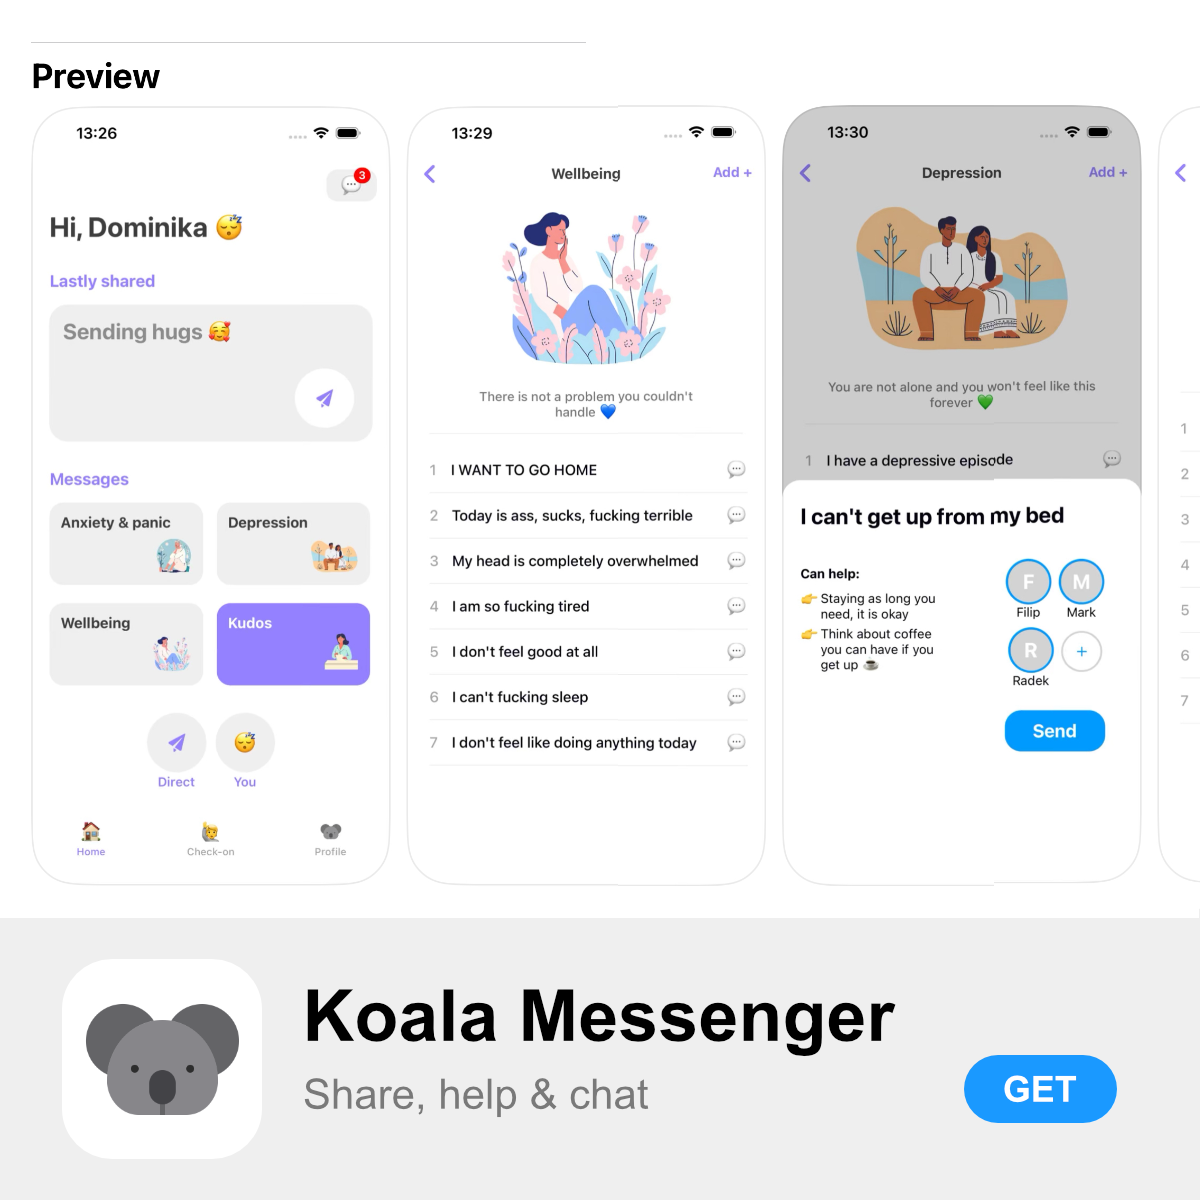 Preview
13:26
3
Hi, Dominika 😴
Lastly shared
Sending hugs 🥰
Messages
Anxiety & panic
Depression
Wellbeing
Kudos
Direct
You
Home
Check-on
Profile
13:29
Wellbeing
Add +
There is not a problem you couldn't
handle 💙
1 I WANT TO GO HOME
2 Today is ass, sucks, fucking terrible
3 My head is completely overwhelmed
4 I am so fucking tired
5 I don't feel good at all
6 I can't fucking sleep
7 I don't feel like doing anything today
13:30
Depression
Add +
You are not alone and you won't feel like this
forever 💚
1 I have a depressive episode
I can't get up from my bed
Can help:
👉 Staying as long you
need, it is okay
👉 Think about coffee
you can have if you
get up ☕
F
M
Filip
Mark
R
+
Radek
Send
1
2
3
4
5
6
7
Koala Messenger
Share, help & chat
GET